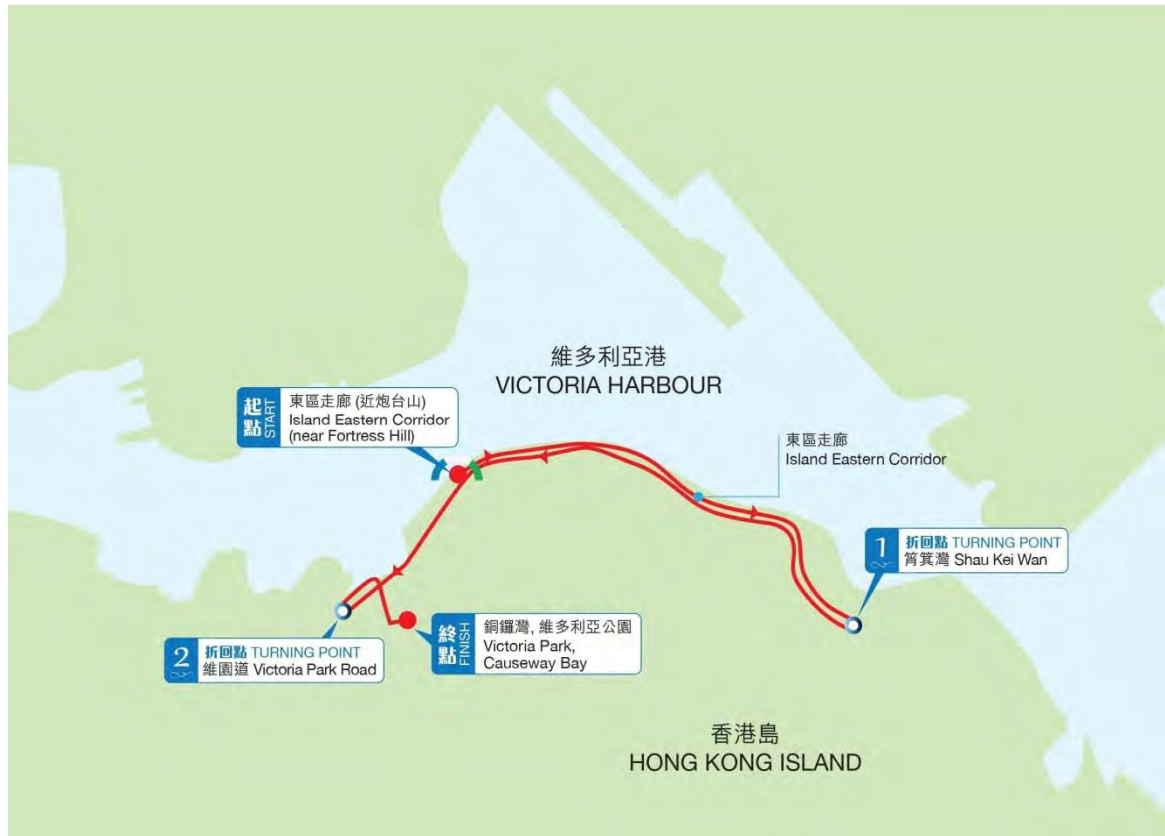 維多利亞港
VICTORIA HARBOUR
起點 START
東區走廊 (近炮台山)
Island Eastern Corridor
(near Fortress Hill)
東區走廊
Island Eastern Corridor
1
折回點 TURNING POINT
筲箕灣 Shau Kei Wan
2
折回點 TURNING POINT
維園道 Victoria Park Road
終點 FINISH
銅鑼灣, 維多利亞公園
Victoria Park,
Causeway Bay
香港島
HONG KONG ISLAND